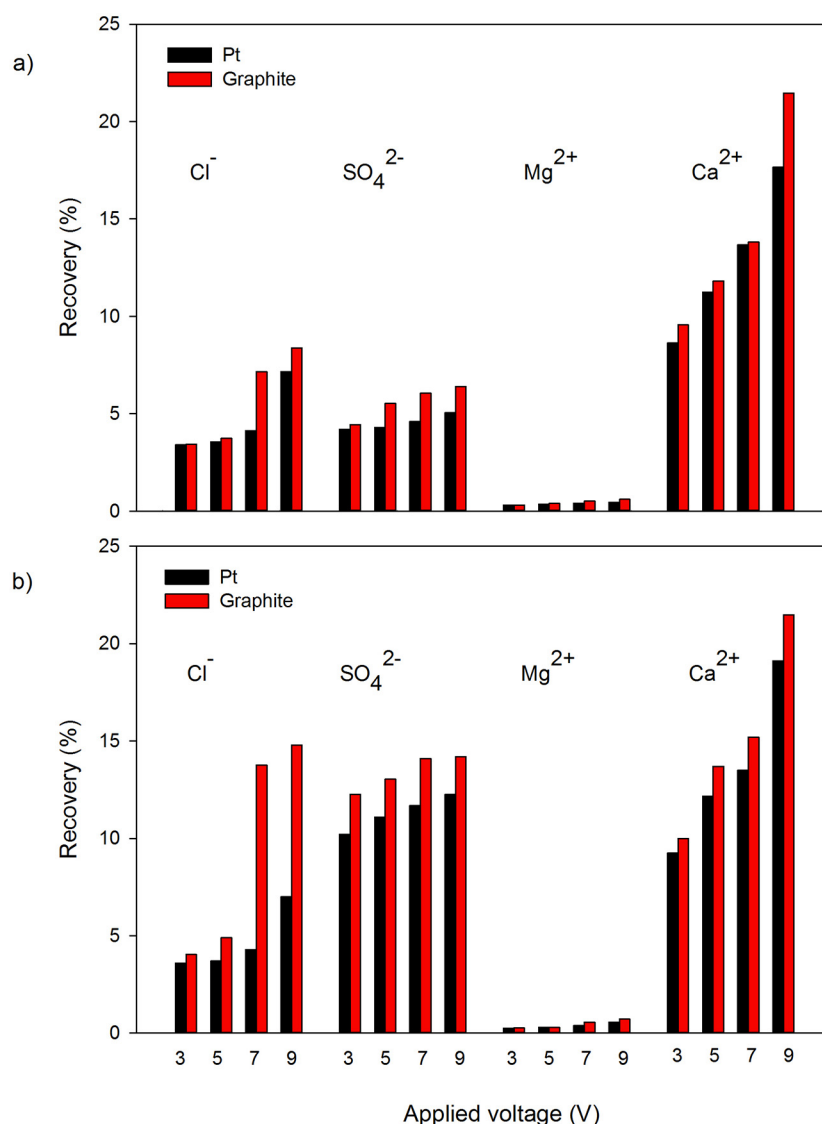 a)
25
20
15
10
5
0
Recovery (%)
Pt
Graphite
Cl⁻
SO₄²⁻
Mg²⁺
Ca²⁺
b)
25
20
15
10
5
0
Recovery (%)
Pt
Graphite
Cl⁻
SO₄²⁻
Mg²⁺
Ca²⁺
3 5 7 9 3 5 7 9 3 5 7 9 3 5 7 9
Applied voltage (V)